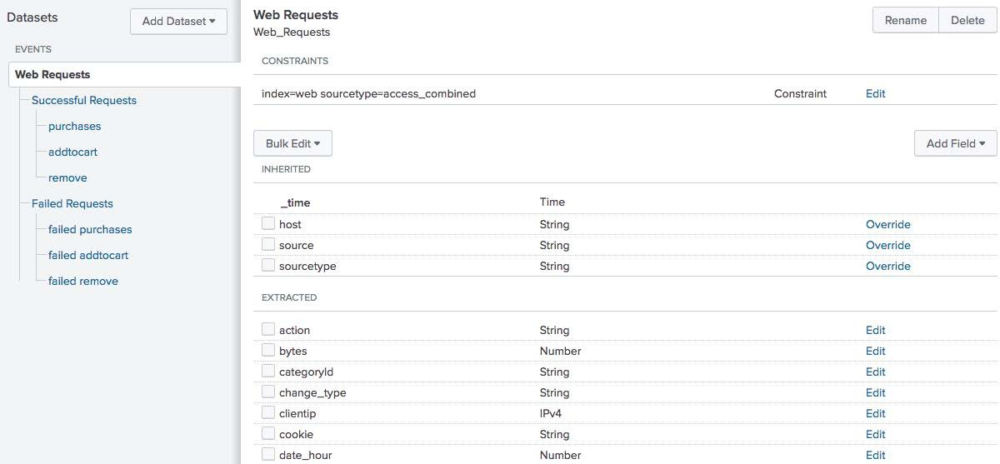 Datasets
Add Dataset
EVENTS
Web Requests
Successful Requests
purchases
addtocart
remove
Failed Requests
failed purchases
failed addtocart
failed remove
Web Requests
Web_Requests
Rename Delete
CONSTRAINTS
index=web sourcetype=access_combined Constraint Edit
Bulk Edit Add Field
INHERITED
_time Time
host String Override
source String Override
sourcetype String Override
EXTRACTED
action String Edit
bytes Number Edit
categoryId String Edit
change_type String Edit
clientip IPv4 Edit
cookie String Edit
date_hour Number Edit